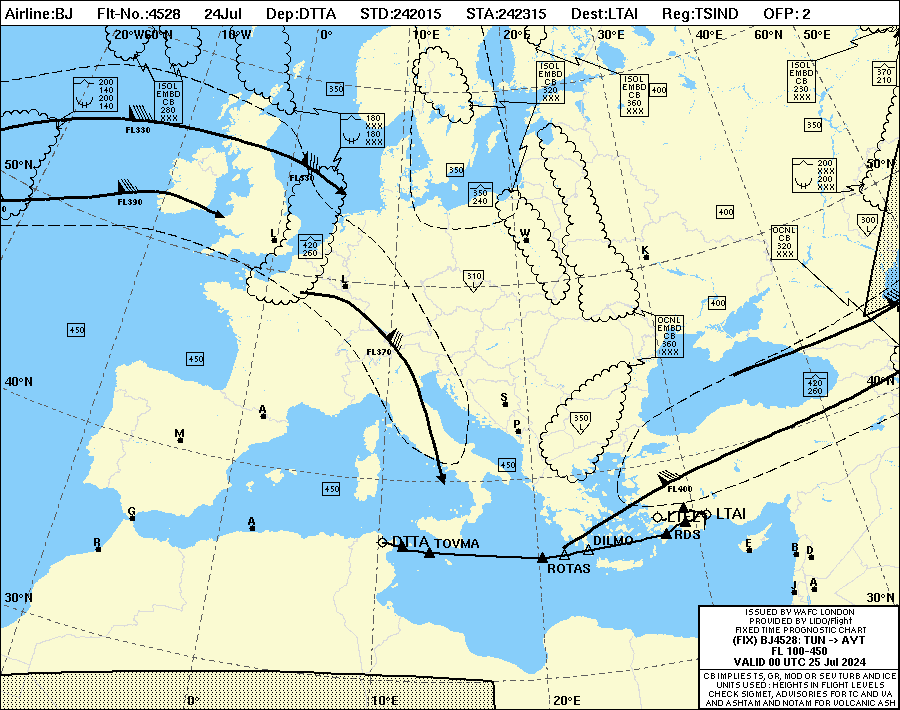 Airline:BJ Flt-No.:4528 24Jul Dep:DTTA STD:242015 STA:242315 Dest:LTAI Reg:TSIND OFP: 2
20°W60°N 10°W 0° 10°E 20°E 30°E 40°E 60°N 50°E
200
140
200
140
ISOL
EMBD
CB
280
XXX
350
180
XXX
180
XXX
ISOL
EMBD
CB
320
XXX
ISOL
EMBD
CB
360
XXX
400
ISOL
EMBD
CB
230
XXX
370
210
350
FL330
FL330
50°N
50°N
350
350
240
200
XXX
200
XXX
FL390
400
300
L
420
260
L
W
K
OCNL
CB
320
XXX
L
310
L
400
450
450
FL370
OCNL
EMBD
CB
360
XXX
40°N
40°N
420
260
A
M
S
P
350
L
450
450
FL400
G
A
R
DTTA
TOVMA
ROTAS
DILMO
RDS
LTAI
E
B
D
J
A
30°N
30°N
0°
10°E
20°E
ISSUED BY WAFC LONDON
PROVIDED BY LIDO/Flight
FIXED TIME PROGNOSTIC CHART
(FIX) BJ4528: TUN -> AYT
FL 100-450
VALID 00 UTC 25 Jul 2024
CB IMPLIES TS, GR, MOD OR SEV TURB AND ICE
UNITS USED : HEIGHTS IN FLIGHT LEVELS
CHECK SIGMET, ADVISORIES FOR TC AND VA
AND ASHTAM AND NOTAM FOR VOLCANIC ASH